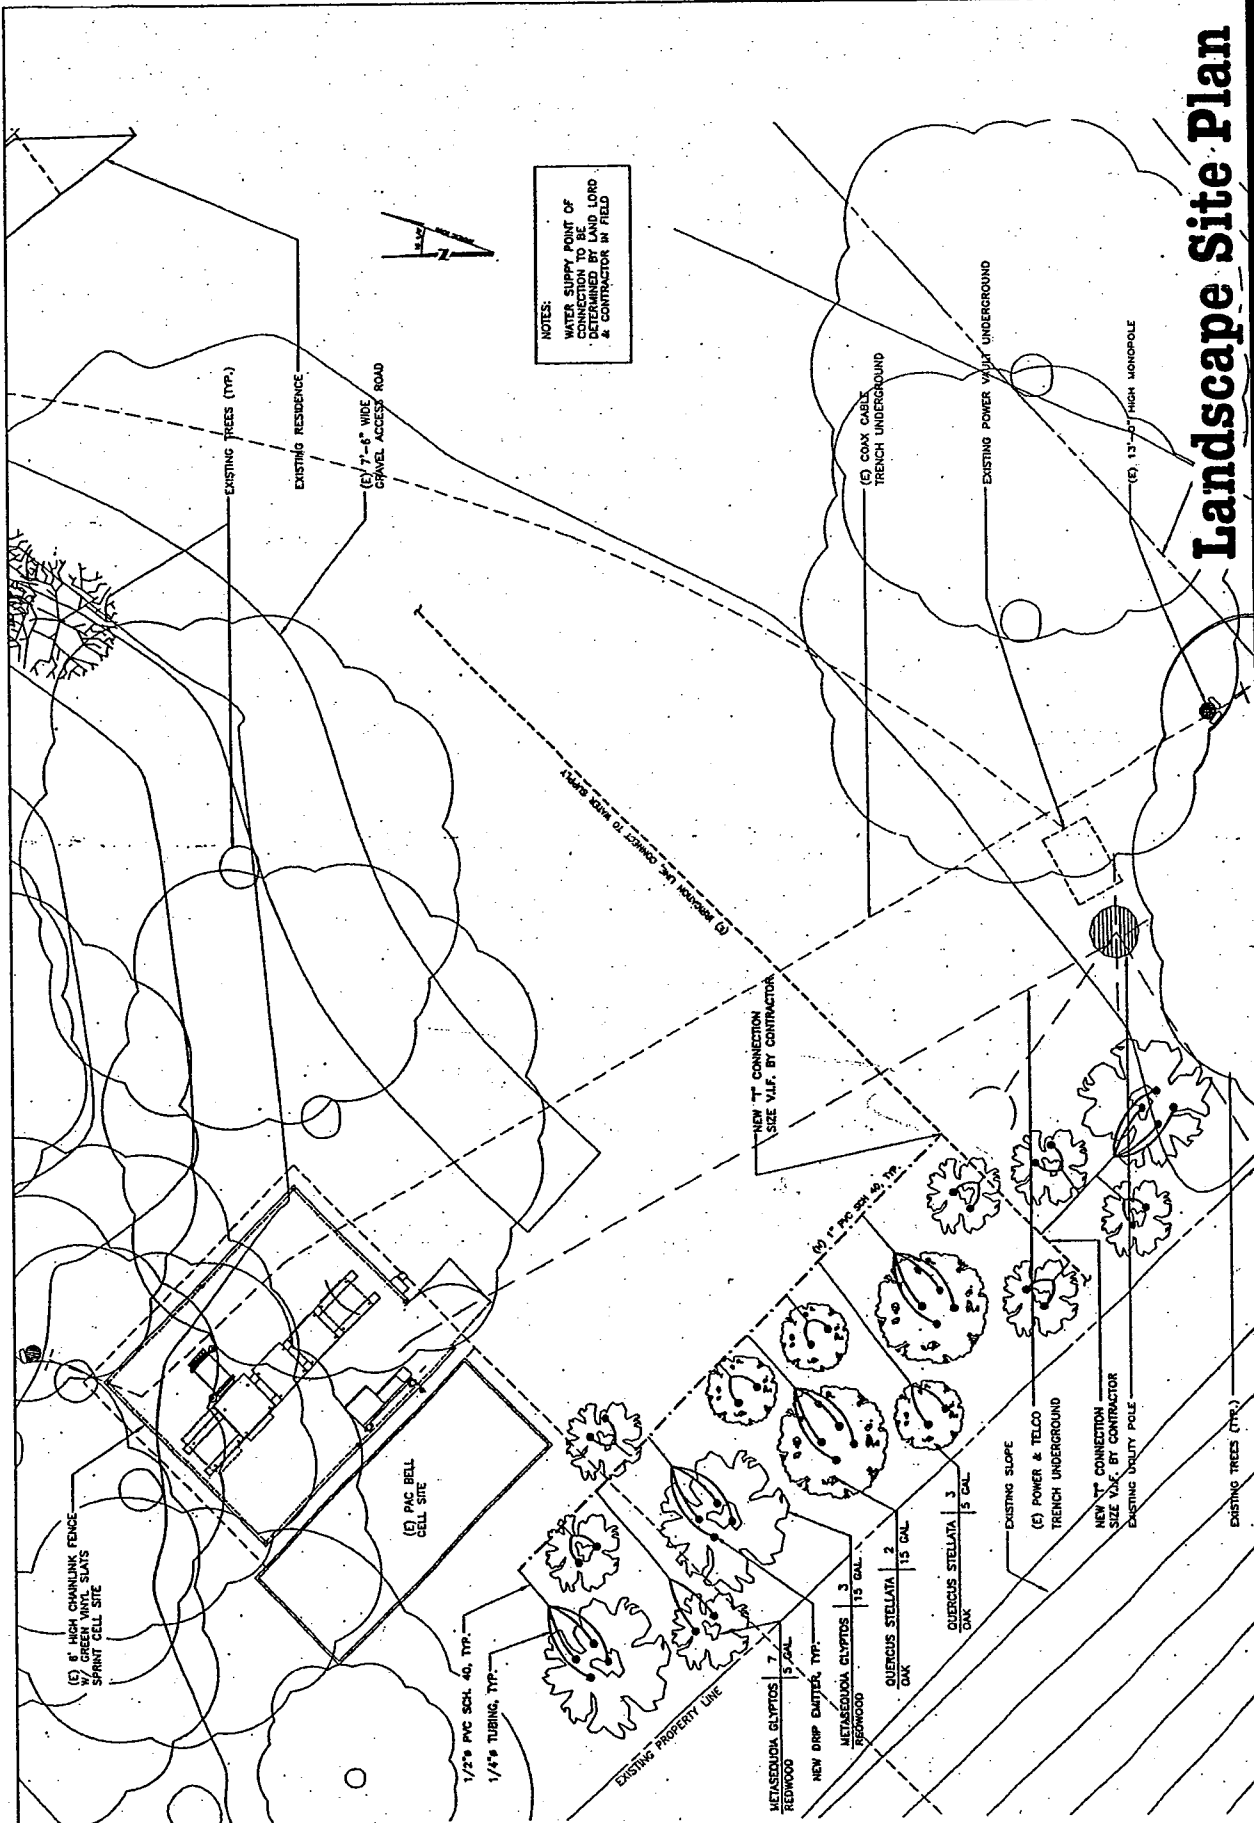 Landscape Site Plan
NOTES:
WATER SUPPY POINT OF
CONNECTION TO BE
DETERMINED BY LAND LORD
& CONTRACTOR IN FIELD
N
EXISTING TREES (TYP.)
EXISTING RESIDENCE
(E) 7'-6" WIDE
GRAVEL ACCESS ROAD
(E) COAX CABLE
TRENCH UNDERGROUND
EXISTING POWER VAULT UNDERGROUND
(E) 13'-0" HIGH MONOPOLE
(E) IRRIGATION LINE, CONNECT TO WATER SUPPLY
NEW "T" CONNECTION
SIZE V.I.F. BY CONTRACTOR
(N) 1" PVC SCH 40, TYP.
(E) 6' HIGH CHAINLINK FENCE
W/ GREEN VINYL SLATS
SPRINT CELL SITE
(E) PAC BELL
CELL SITE
1/2"ø PVC SCH. 40, TYP.
1/4"ø TUBING, TYP.
EXISTING PROPERTY LINE
METASEQUOIA GLYPTOS 7
REDWOOD 5 GAL.
NEW DRIP EMITTER, TYP.
METASEQUOIA GLYPTOS 3
REDWOOD 15 GAL.
QUERCUS STELLATA 2
OAK 15 GAL.
QUERCUS STELLATA 3
OAK 5 GAL.
EXISTING SLOPE
(E) POWER & TELCO
TRENCH UNDERGROUND
NEW "T" CONNECTION
SIZE V.I.F. BY CONTRACTOR
EXISTING UTILITY POLE
EXISTING TREES (TYP.)